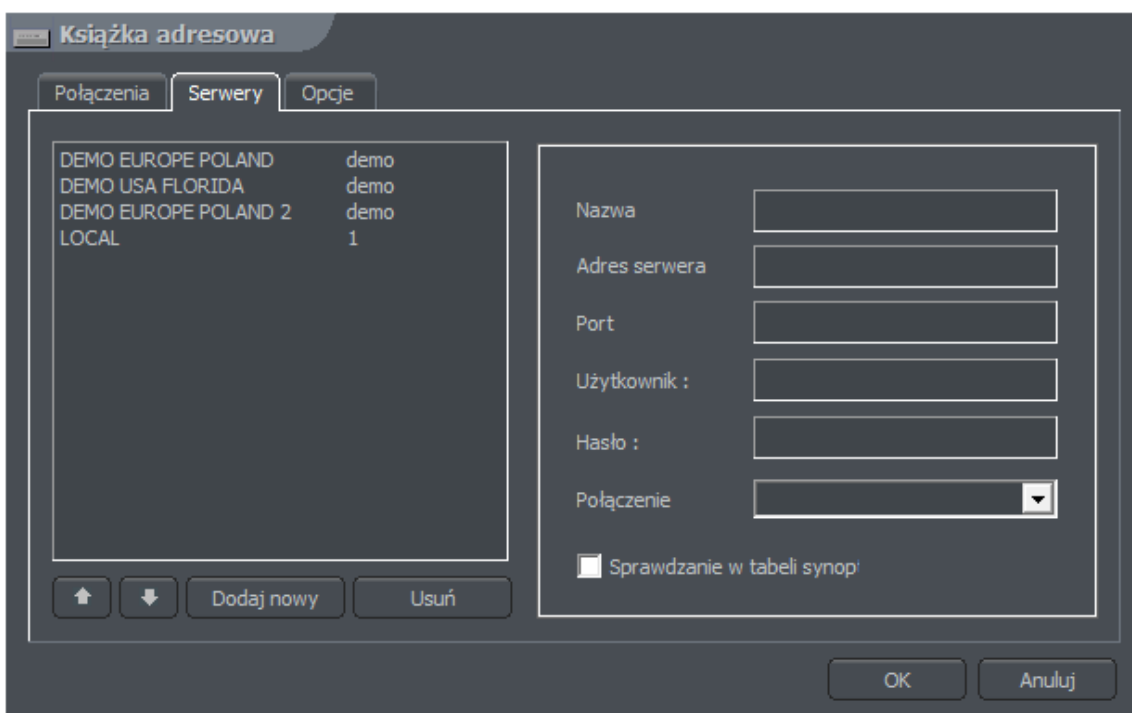 Książka adresowa
Połączenia Serwery Opcje
DEMO EUROPE POLAND demo
DEMO USA FLORIDA demo
DEMO EUROPE POLAND 2 demo
LOCAL 1
Nazwa
Adres serwera
Port
Użytkownik :
Hasło :
Połączenie
Sprawdzanie w tabeli synopt
Dodaj nowy Usuń
OK Anuluj